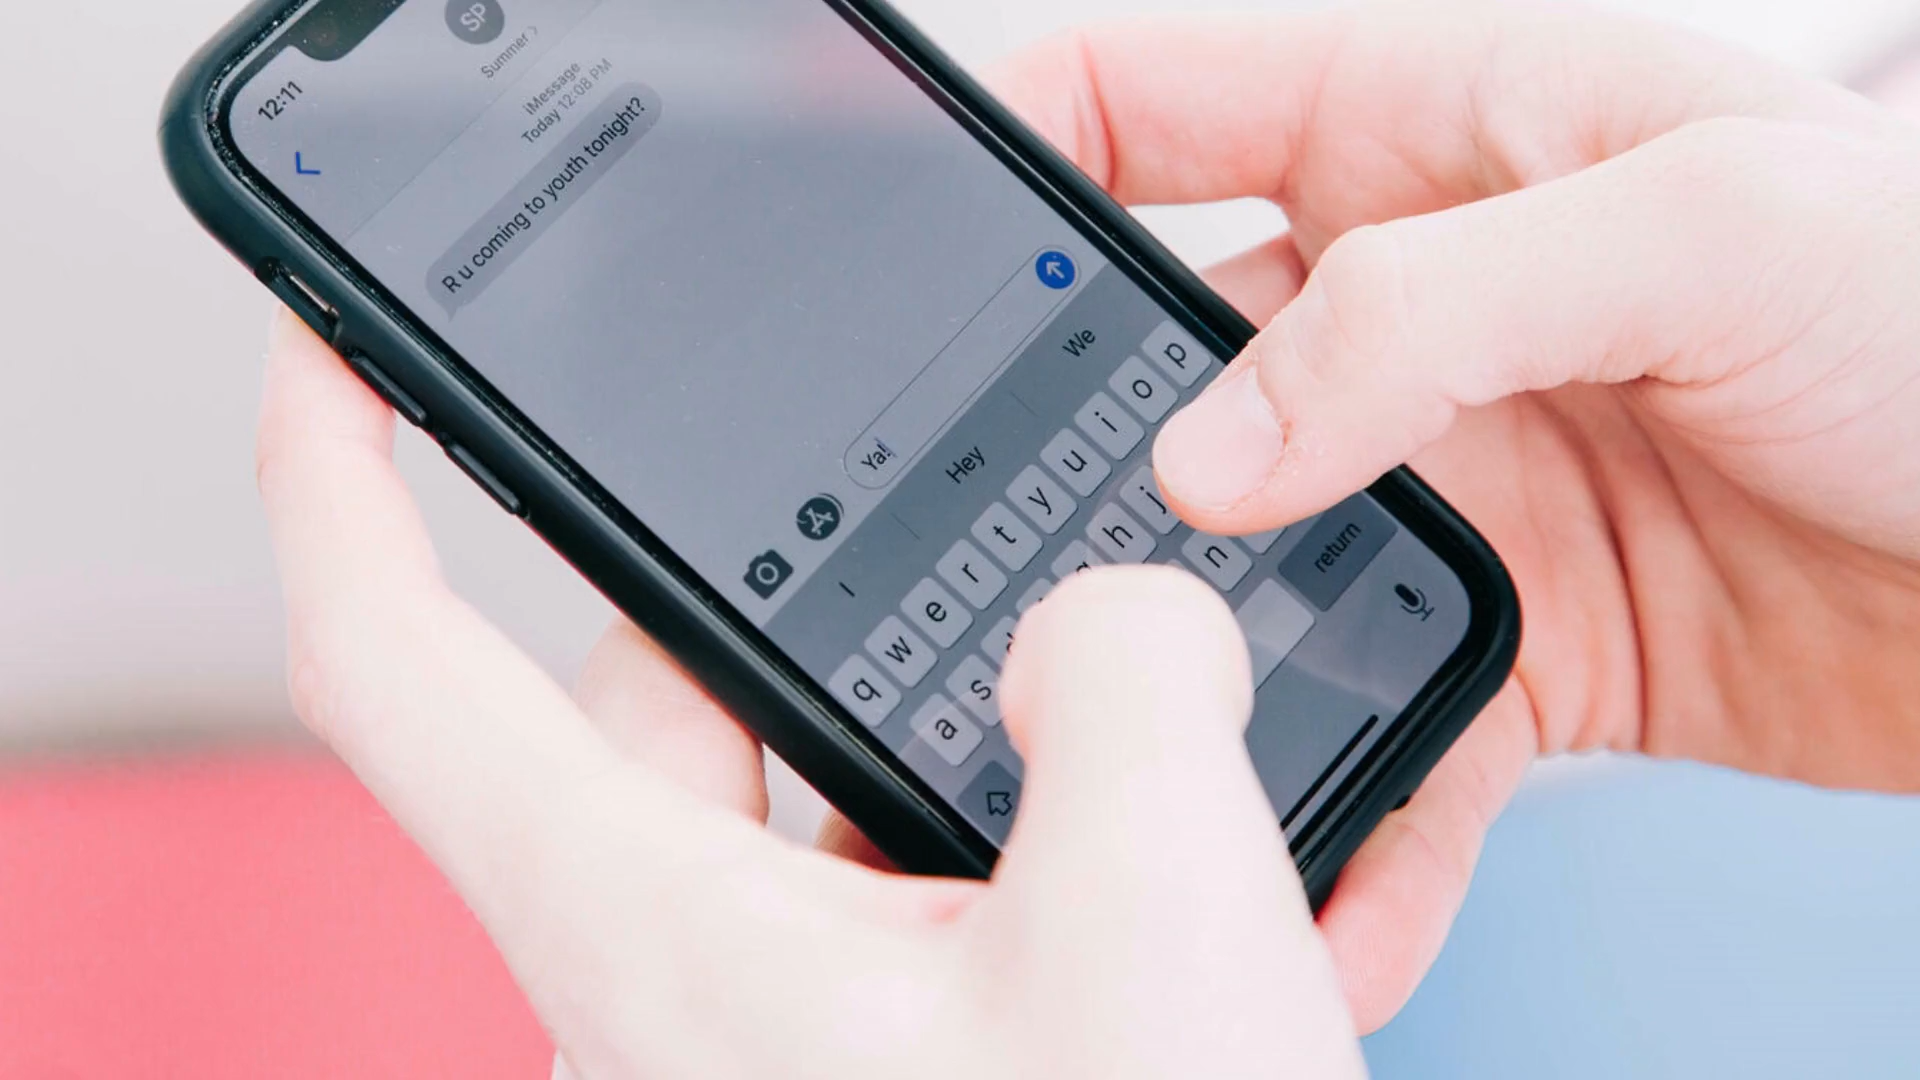 12:11
SP
Summer
iMessage
Today 12:08 PM
R u coming to youth tonight?
Ya!
I
Hey
We
q w e r t y u i o p
a s h j
n
return